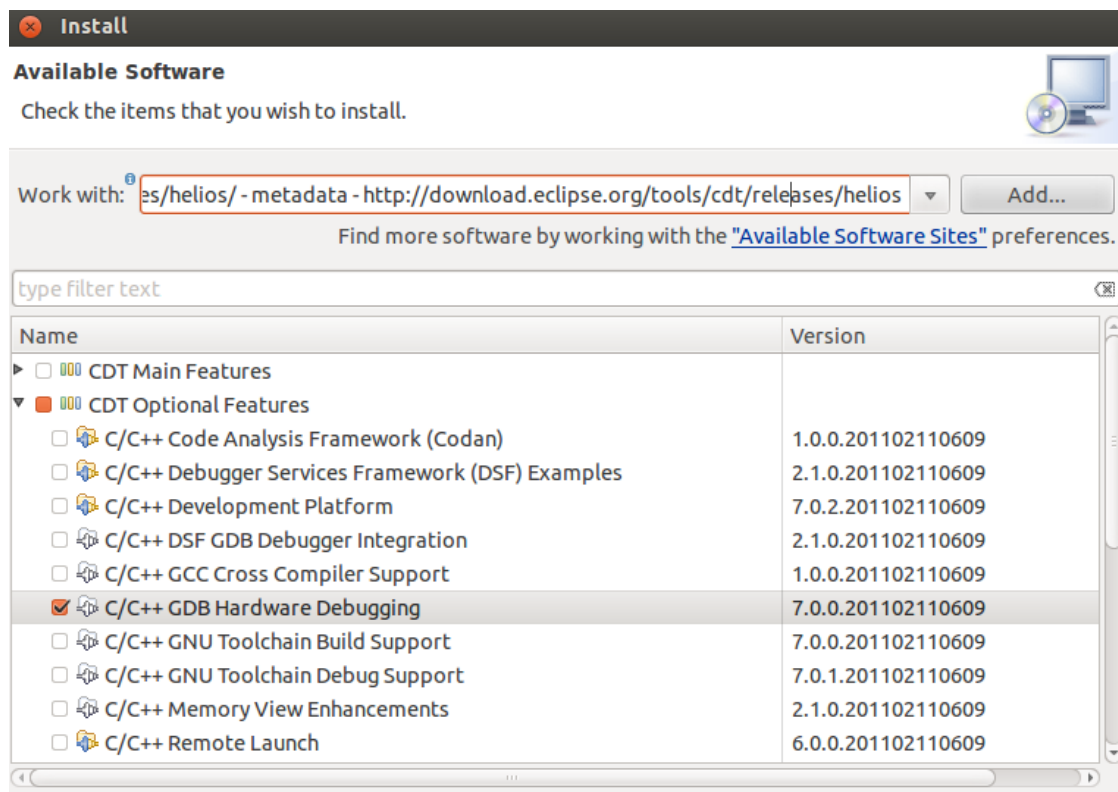 Install
Available Software
Check the items that you wish to install.
Work with: es/helios/ - metadata - http://download.eclipse.org/tools/cdt/releases/helios Add...
Find more software by working with the "Available Software Sites" preferences.
type filter text
Name Version
CDT Main Features
CDT Optional Features
C/C++ Code Analysis Framework (Codan) 1.0.0.201102110609
C/C++ Debugger Services Framework (DSF) Examples 2.1.0.201102110609
C/C++ Development Platform 7.0.2.201102110609
C/C++ DSF GDB Debugger Integration 2.1.0.201102110609
C/C++ GCC Cross Compiler Support 1.0.0.201102110609
C/C++ GDB Hardware Debugging 7.0.0.201102110609
C/C++ GNU Toolchain Build Support 7.0.0.201102110609
C/C++ GNU Toolchain Debug Support 7.0.1.201102110609
C/C++ Memory View Enhancements 2.1.0.201102110609
C/C++ Remote Launch 6.0.0.201102110609